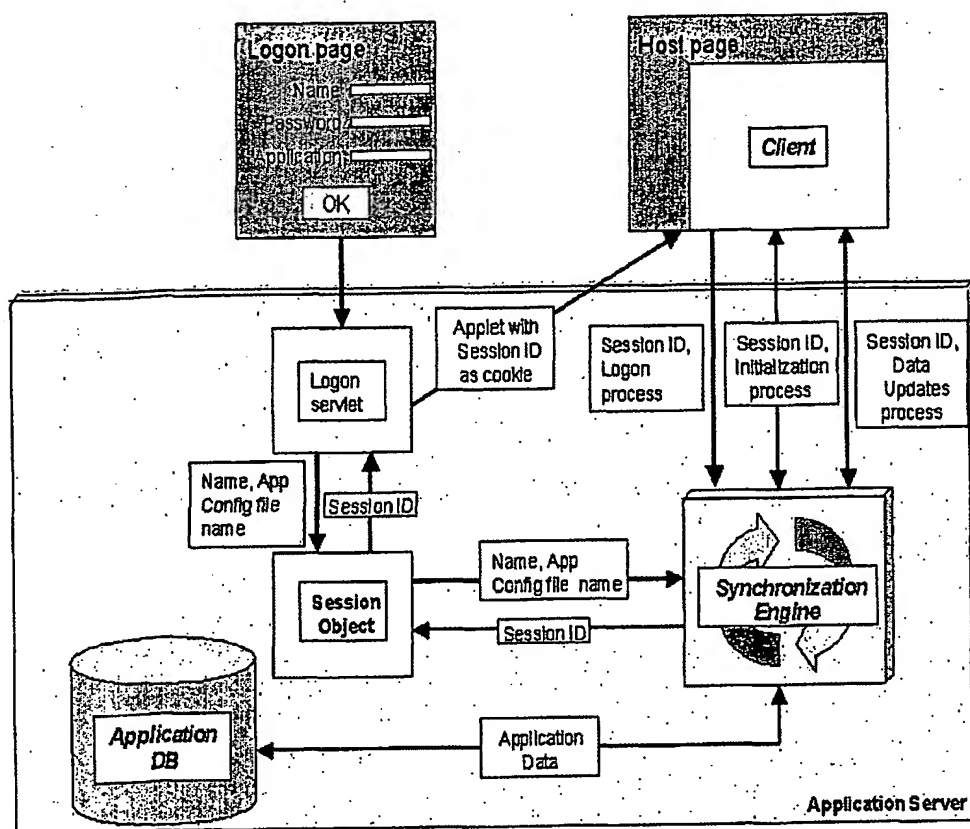 Logon page
Name
Password
Application
OK
Host page
Client
Applet with
Session ID
as cookie
Session ID,
Logon
process
Session ID,
Initialization
process
Session ID,
Data
Updates
process
Logon
servlet
Name, App
Config file
name
Session ID
Session
Object
Name, App
Config file name
Session ID
Synchronization
Engine
Application
DB
Application
Data
Application Server